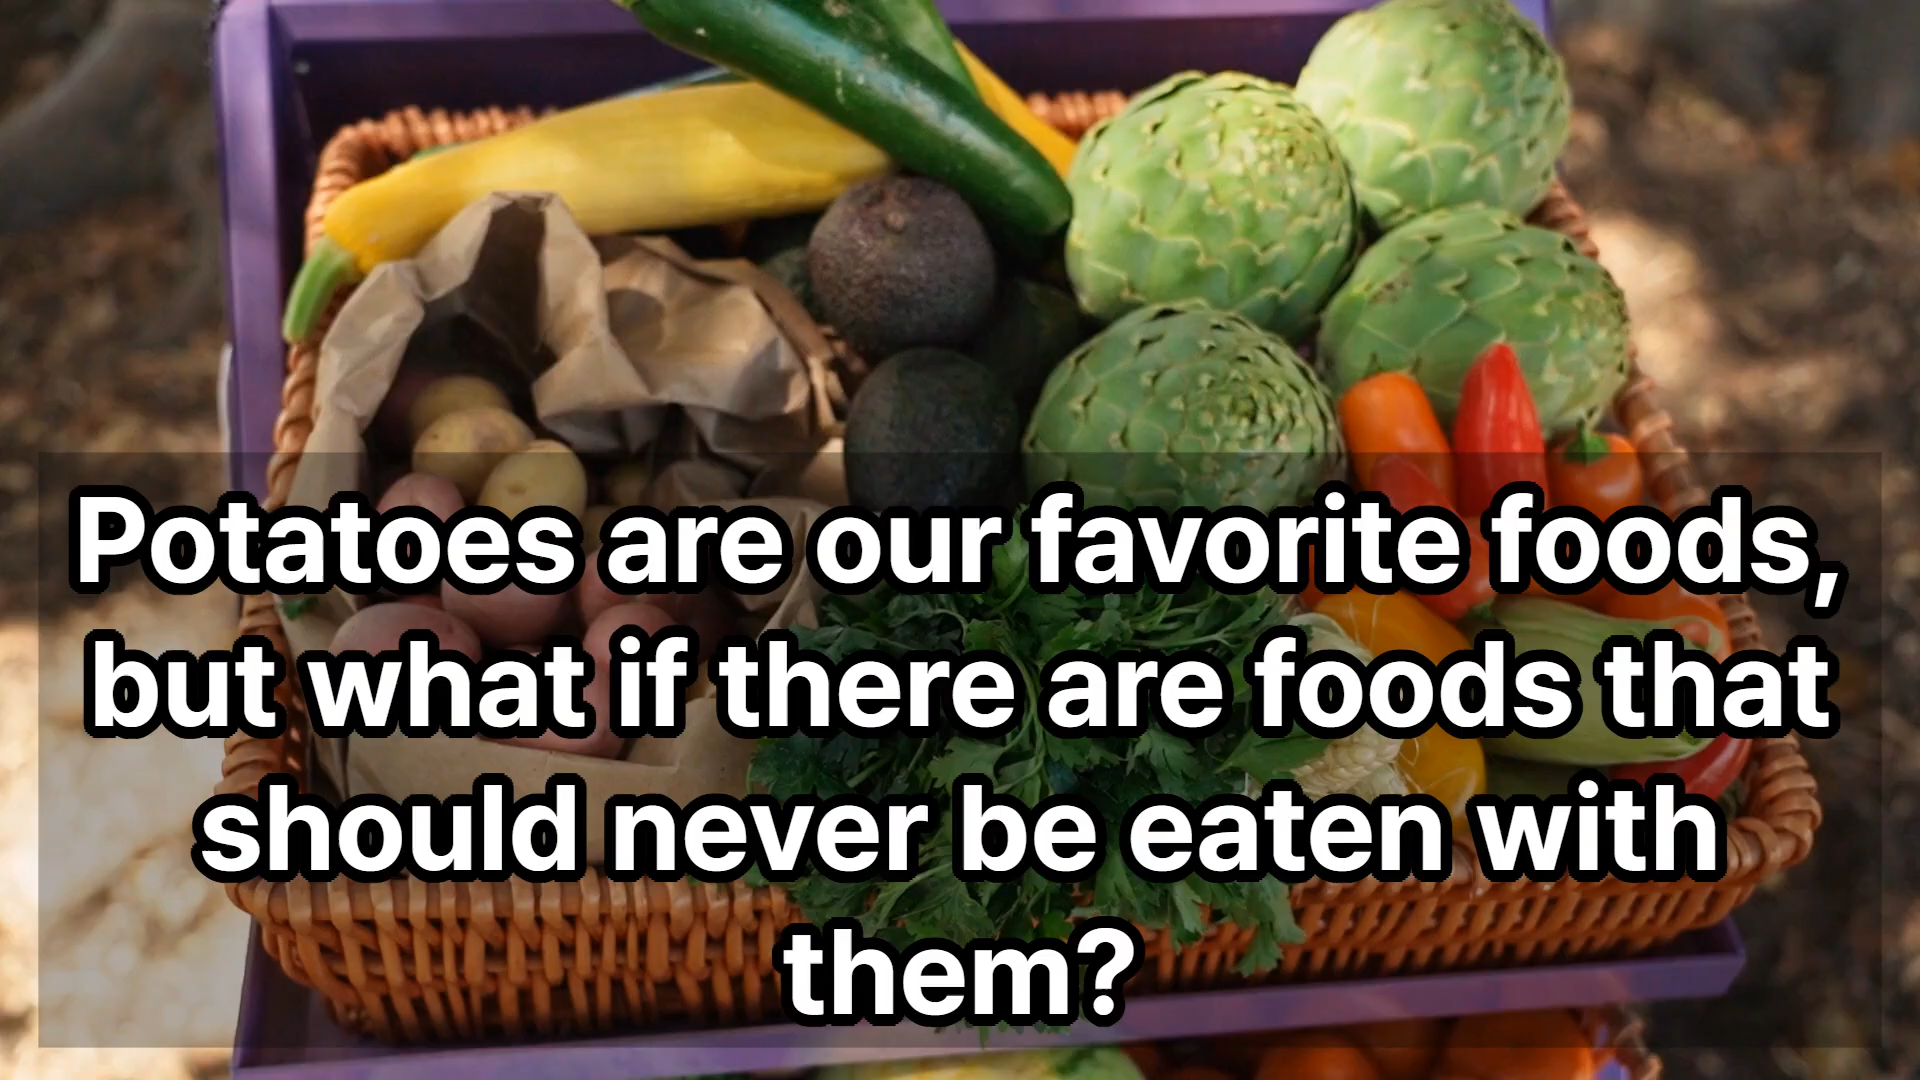 Potatoes are our favorite foods,
but what if there are foods that
should never be eaten with
them?